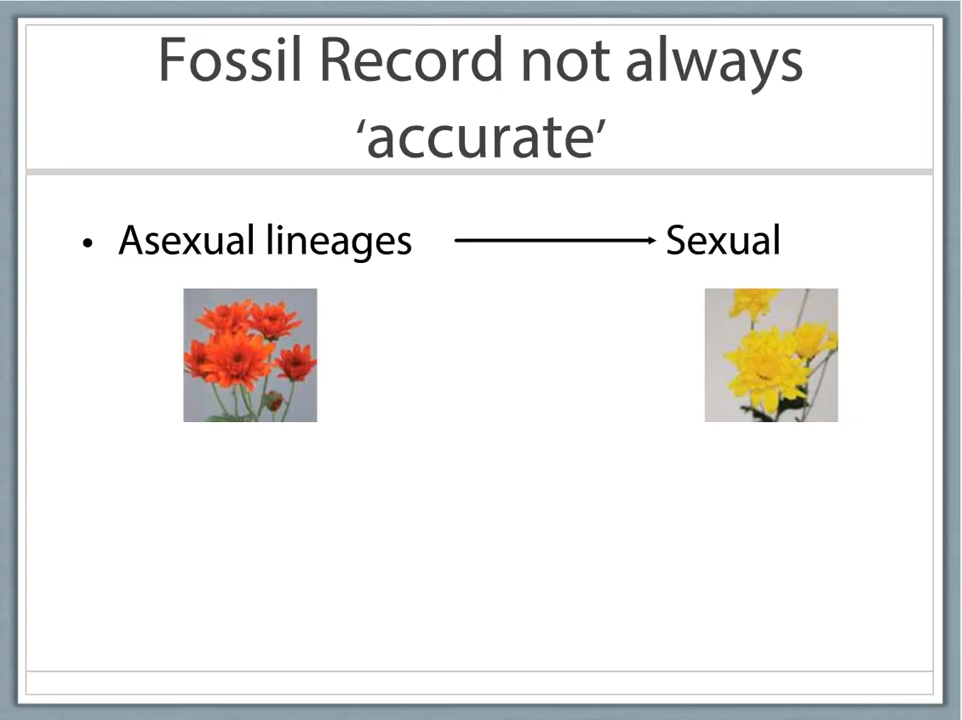 Fossil Record not always
‘accurate’
• Asexual lineages Sexual